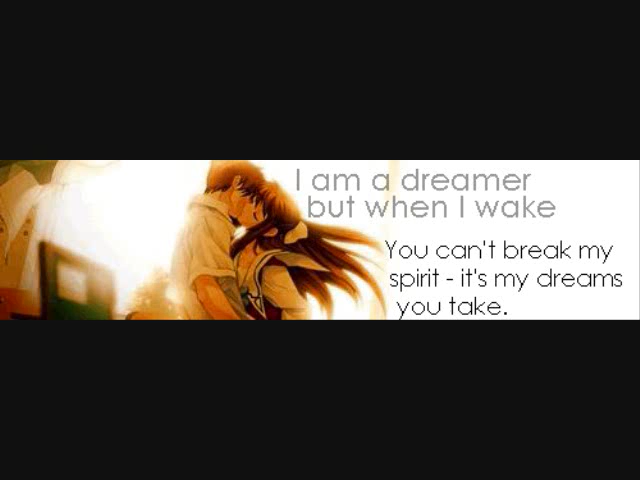 I am a dreamer
but when I wake
You can't break my
spirit - it's my dreams
you take.